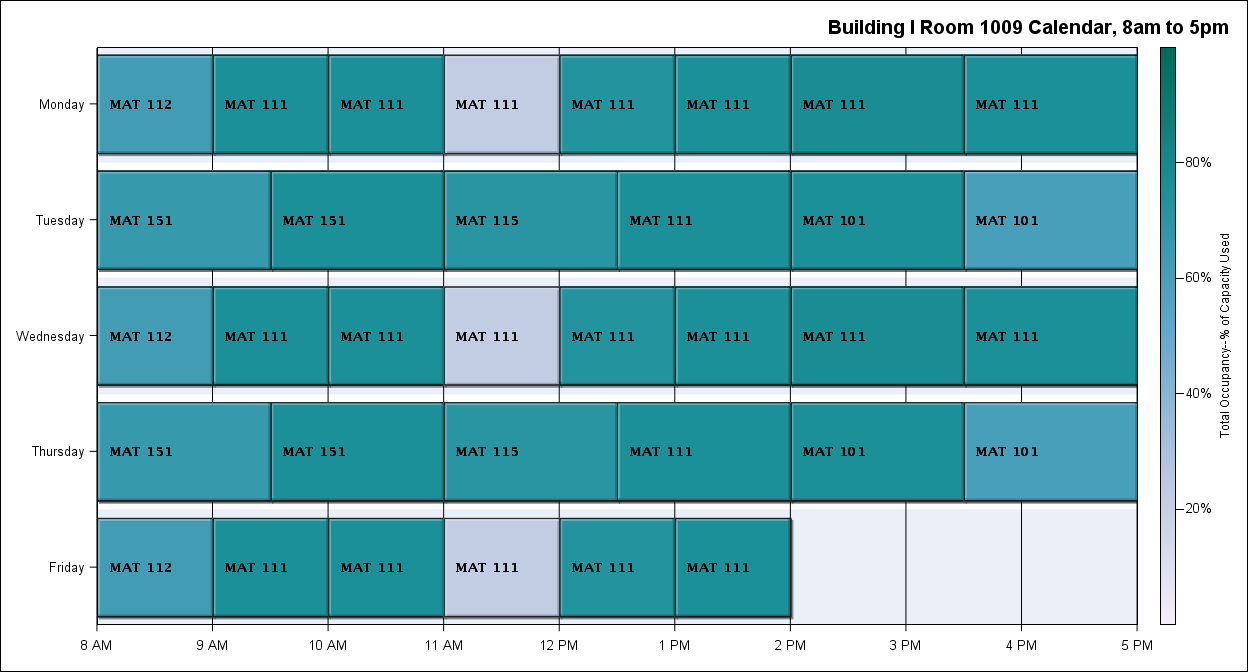 Building I Room 1009 Calendar, 8am to 5pm
Monday
MAT 112
MAT 111
MAT 111
MAT 111
MAT 111
MAT 111
MAT 111
MAT 111
Tuesday
MAT 151
MAT 151
MAT 115
MAT 111
MAT 101
MAT 101
Wednesday
MAT 112
MAT 111
MAT 111
MAT 111
MAT 111
MAT 111
MAT 111
MAT 111
Thursday
MAT 151
MAT 151
MAT 115
MAT 111
MAT 101
MAT 101
Friday
MAT 112
MAT 111
MAT 111
MAT 111
MAT 111
MAT 111
8 AM
9 AM
10 AM
11 AM
12 PM
1 PM
2 PM
3 PM
4 PM
5 PM
80%
60%
40%
20%
Total Occupancy--% of Capacity Used